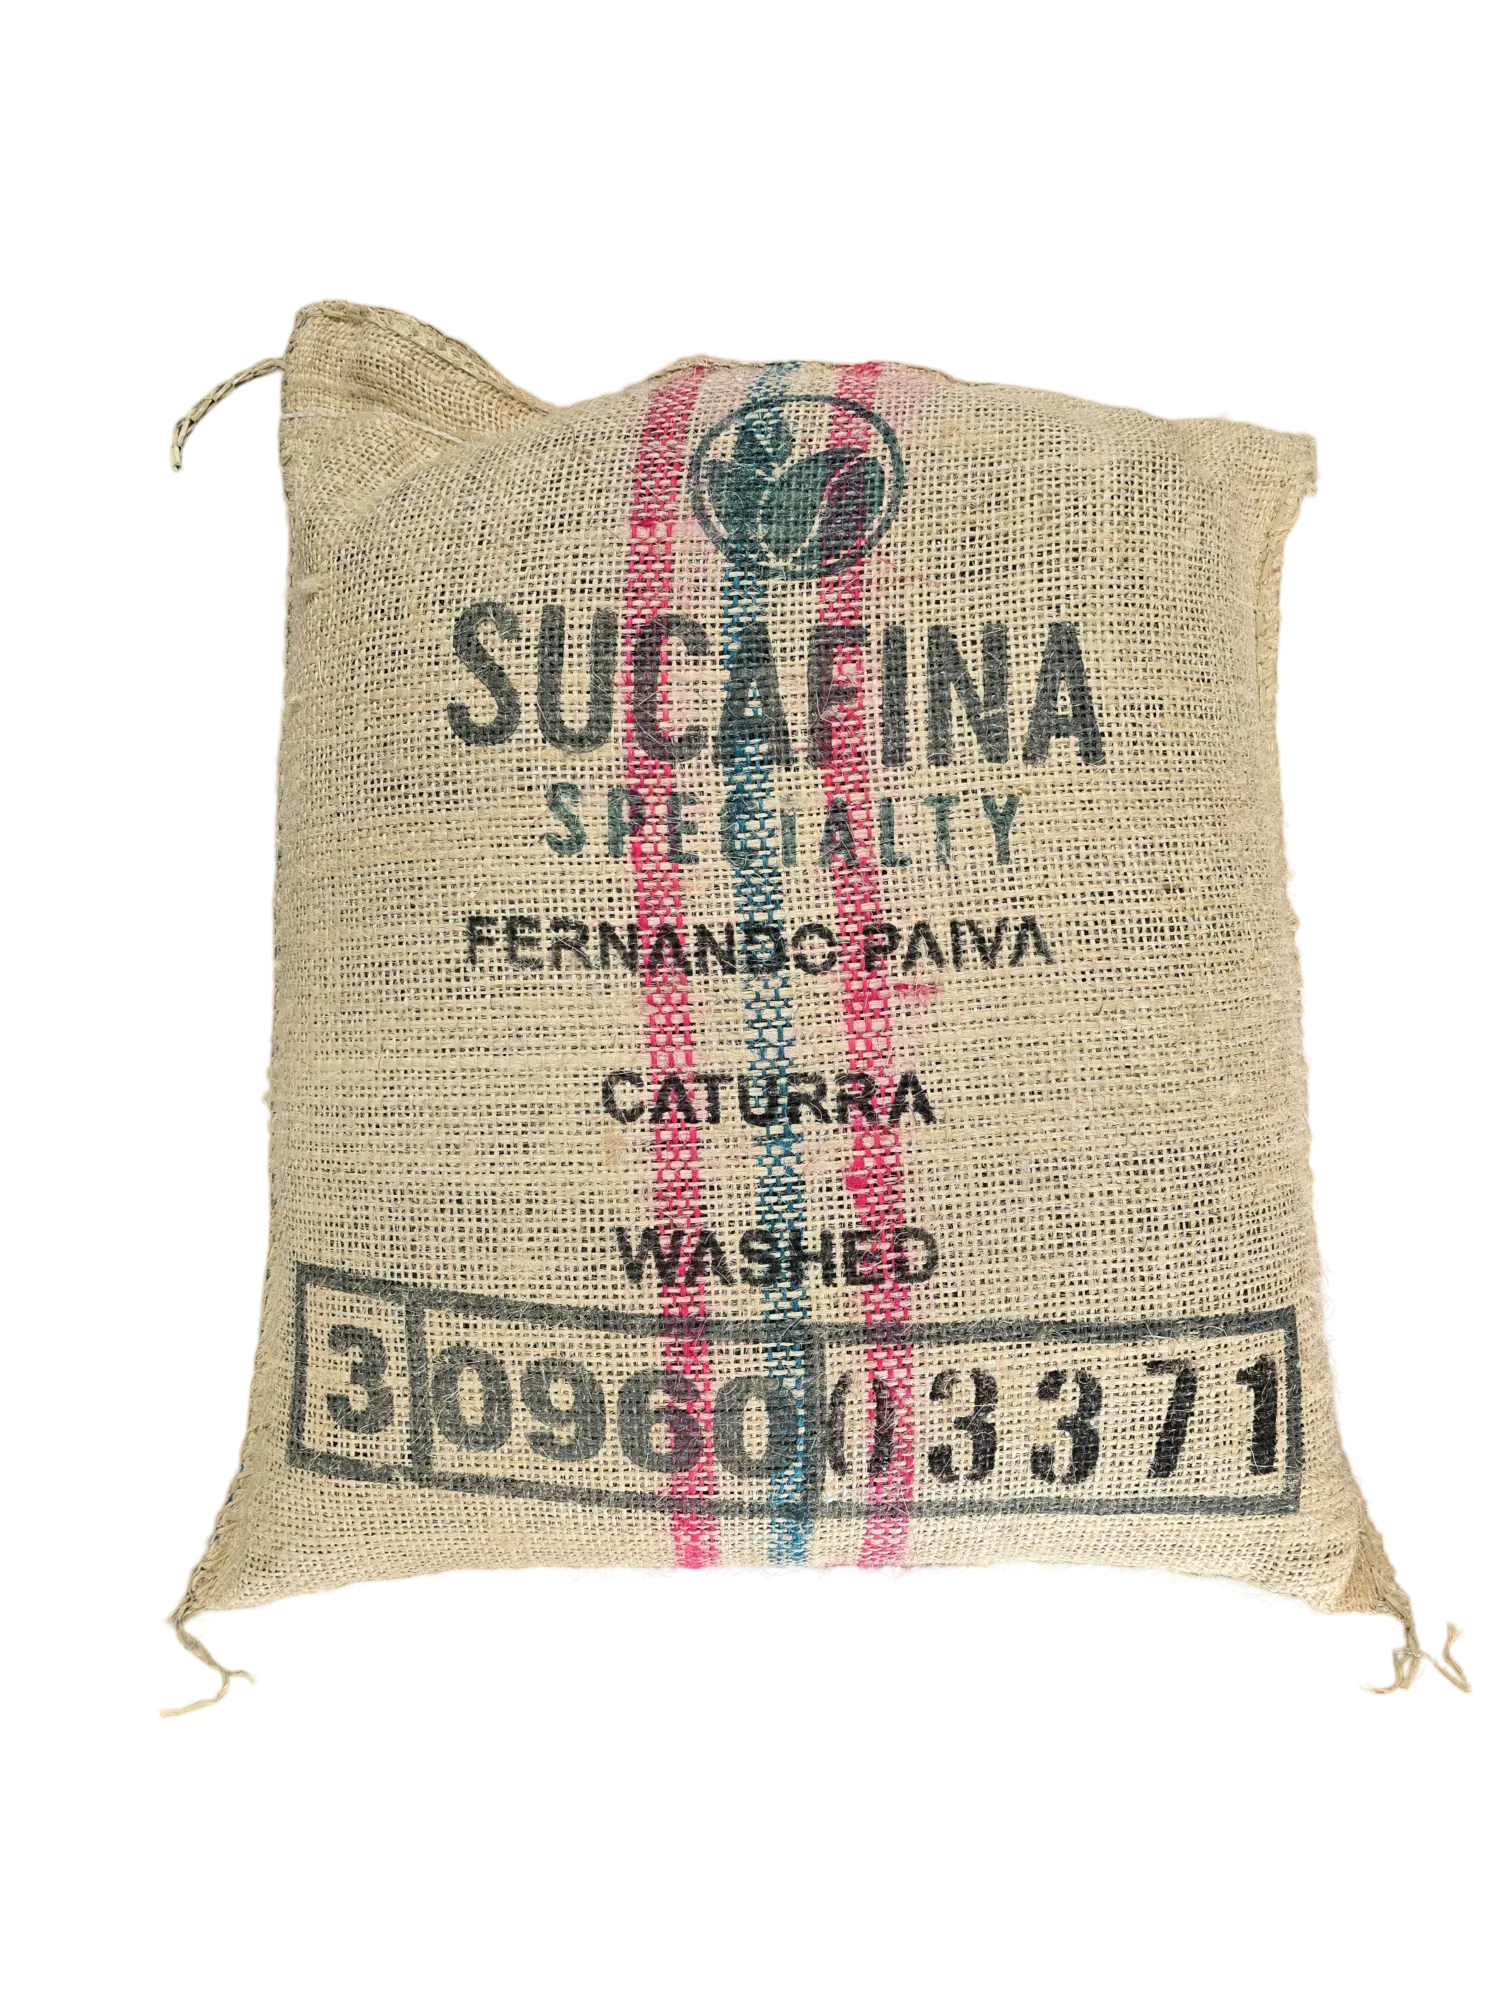 SUCAFINA
SPECIALTY
FERNANDO PAIVA
CATURRA
WASHED
3 0960 03371